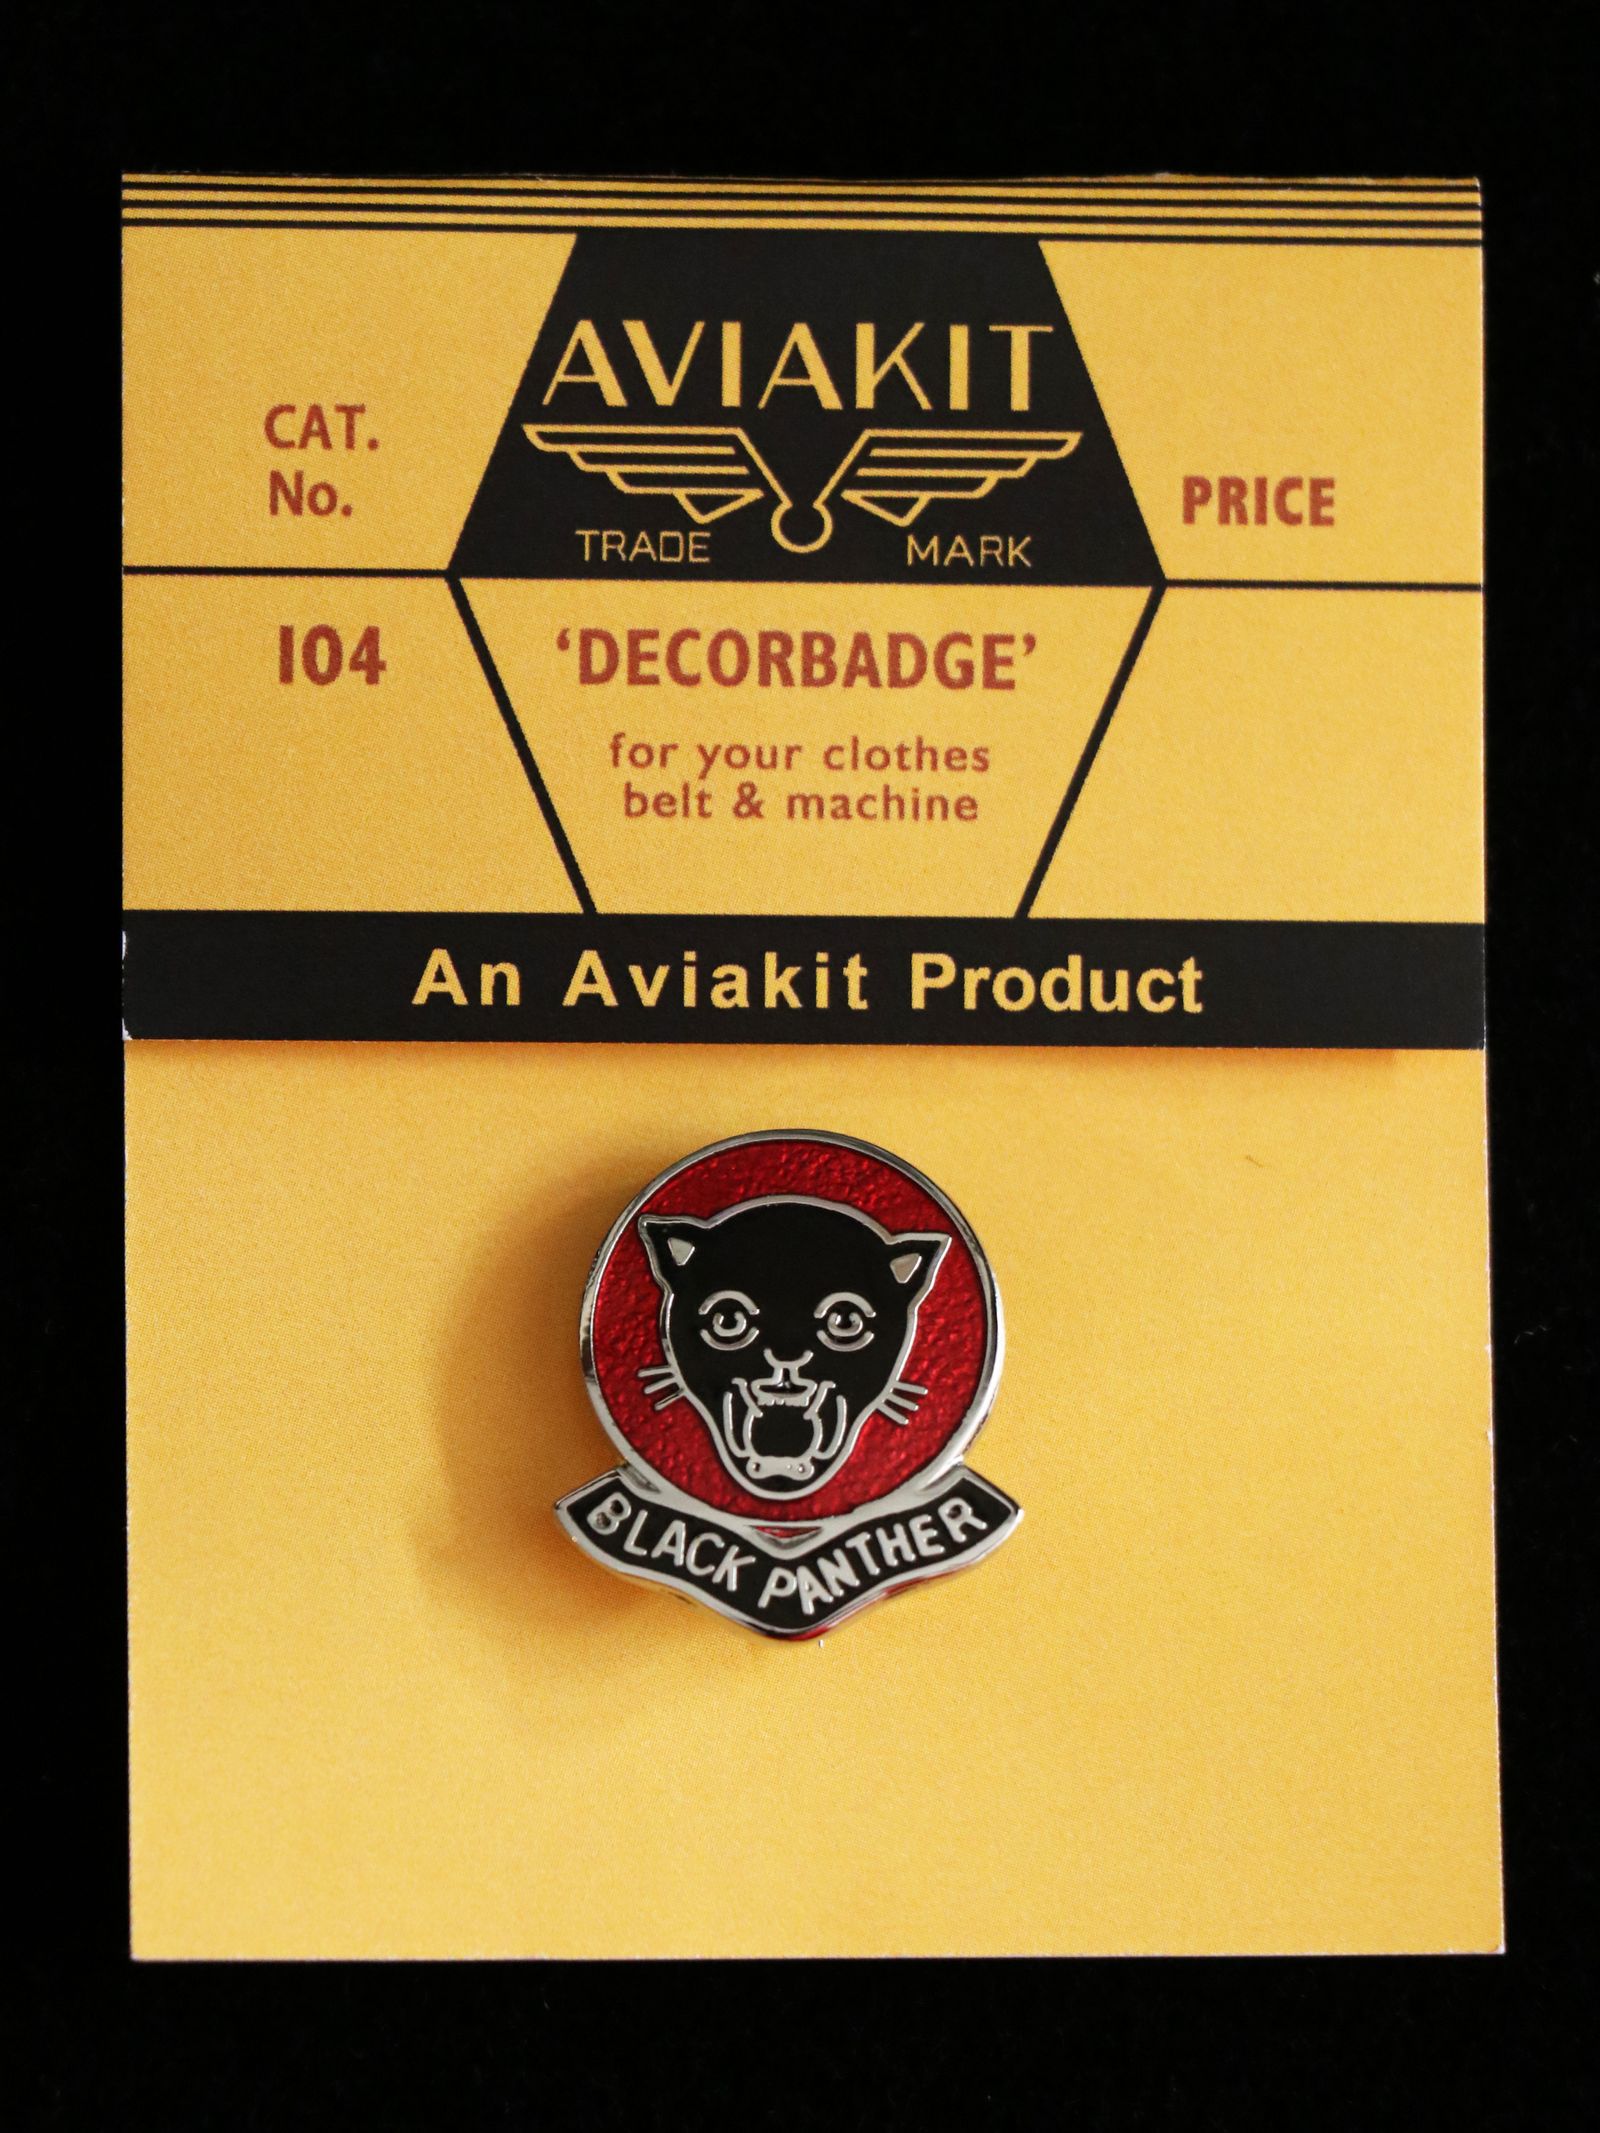 AVIAKIT
TRADE MARK
CAT.
No.
PRICE
104
'DECORBADGE'
for your clothes
belt & machine
An Aviakit Product
BLACK PANTHER